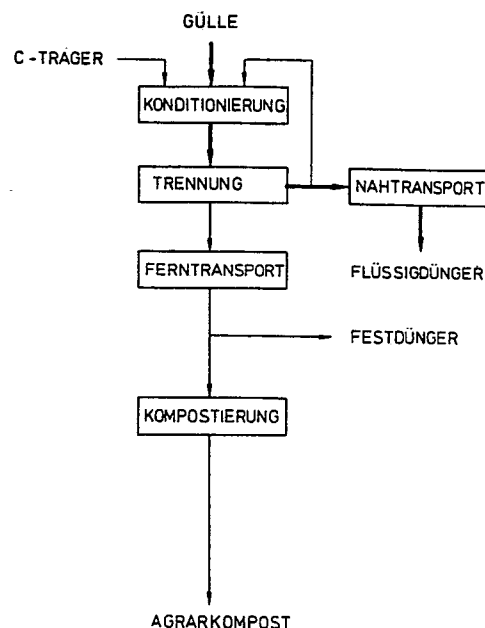 GÜLLE
C-TRÄGER
KONDITIONIERUNG
TRENNUNG
NAHTRANSPORT
FERNTRANSPORT
FLÜSSIGDÜNGER
FESTDÜNGER
KOMPOSTIERUNG
AGRARKOMPOST